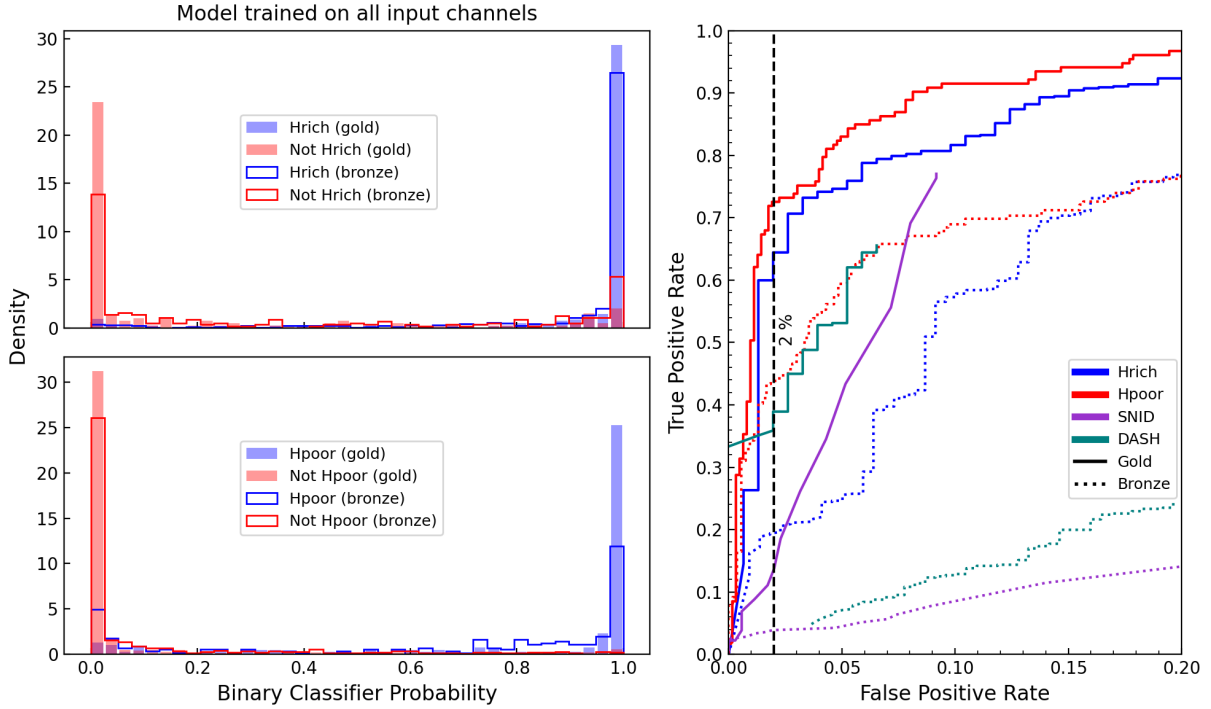 Model trained on all input channels
30
25
20
15
10
5
0
Hrich (gold)
Not Hrich (gold)
Hrich (bronze)
Not Hrich (bronze)
Density
30
25
20
15
10
5
0
Hpoor (gold)
Not Hpoor (gold)
Hpoor (bronze)
Not Hpoor (bronze)
0.0 0.2 0.4 0.6 0.8 1.0
Binary Classifier Probability
1.0
0.9
0.8
0.7
0.6
0.5
0.4
0.3
0.2
0.1
0.0
True Positive Rate
2 %
Hrich
Hpoor
SNID
DASH
Gold
Bronze
0.00 0.05 0.10 0.15 0.20
False Positive Rate